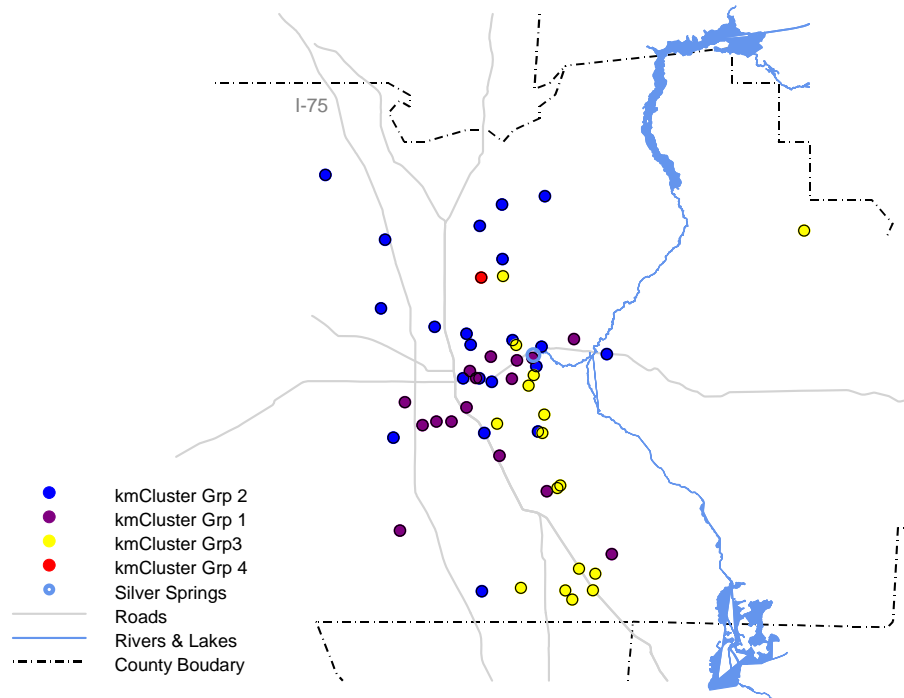 I-75
kmCluster Grp 2
kmCluster Grp 1
kmCluster Grp3
kmCluster Grp 4
Silver Springs
Roads
Rivers & Lakes
County Boudary